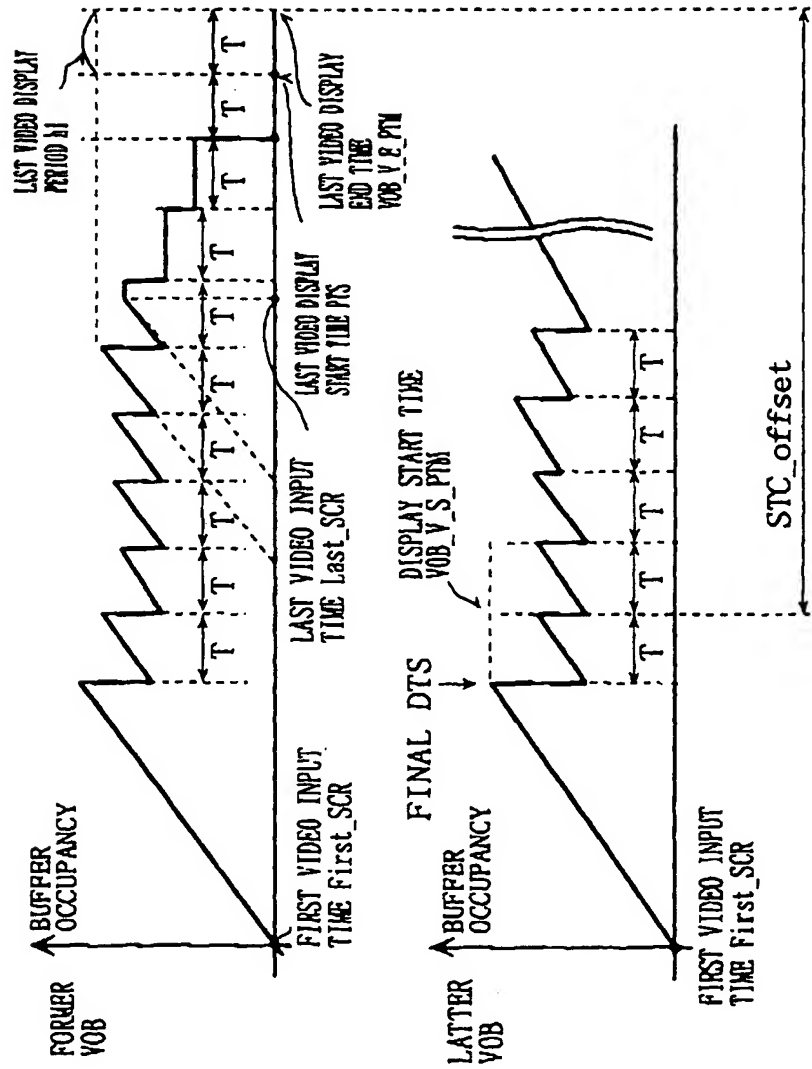 FORMER
VOB
BUFFER
OCCUPANCY
FIRST VIDEO INPUT
TIME First_SCR
T
T
T
T
T
T
T
T
T
T
LAST VIDEO INPUT
TIME Last_SCR
LAST VIDEO DISPLAY
START TIME PTS
LAST VIDEO DISPLAY
END TIME
VOB_V_E_PTM
LAST VIDEO DISPLAY
PERIOD h1
LATTER
VOB
BUFFER
OCCUPANCY
FIRST VIDEO INPUT
TIME First_SCR
FINAL DTS
DISPLAY START TIME
VOB_V_S_PTM
T
T
T
T
T
STC_offset